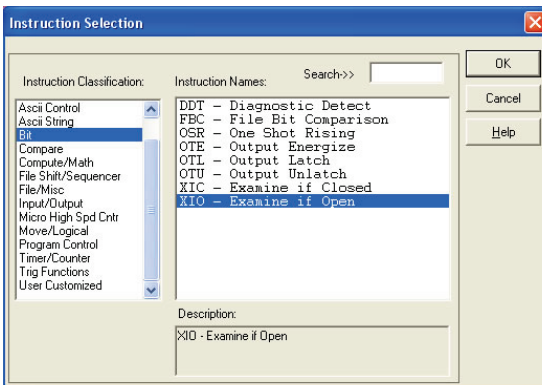 Instruction Selection
Instruction Classification:
Instruction Names:
Search->>
OK
Cancel
Help
Ascii Control
Ascii String
Bit
Compare
Compute/Math
File Shift/Sequencer
File/Misc
Input/Output
Micro High Spd Cntr
Move/Logical
Program Control
Timer/Counter
Trig Functions
User Customized
DDT - Diagnostic Detect
FBC - File Bit Comparison
OSR - One Shot Rising
OTE - Output Energize
OTL - Output Latch
OTU - Output Unlatch
XIC - Examine if Closed
XIO - Examine if Open
Description:
XIO - Examine if Open